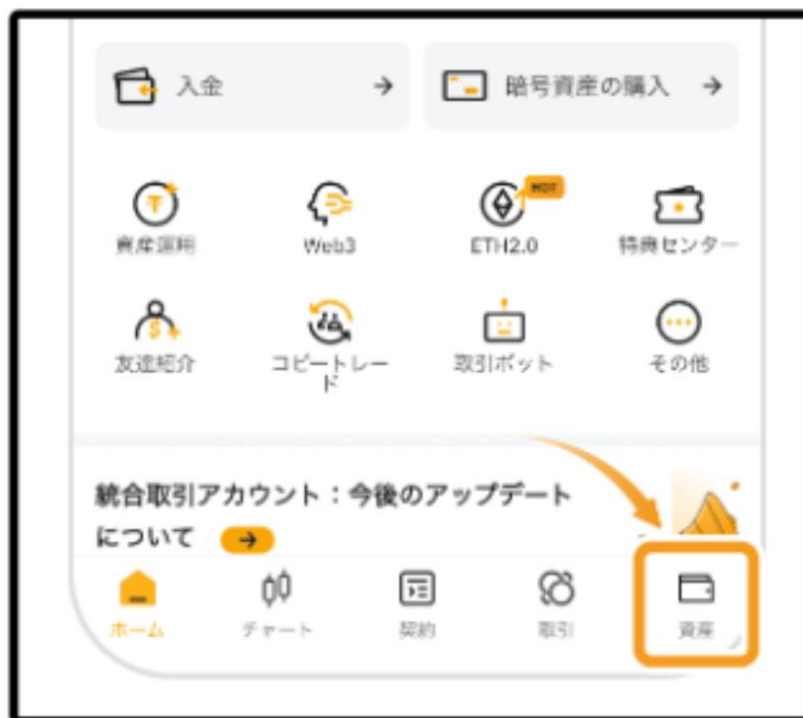 入金
暗号資産の購入
HOT
資産運用
Web3
ETH2.0
特典センター
友達紹介
コピートレー
ド
取引ボット
その他
統合取引アカウント：今後のアップデート
について
ホーム
チャート
契約
取引
資産